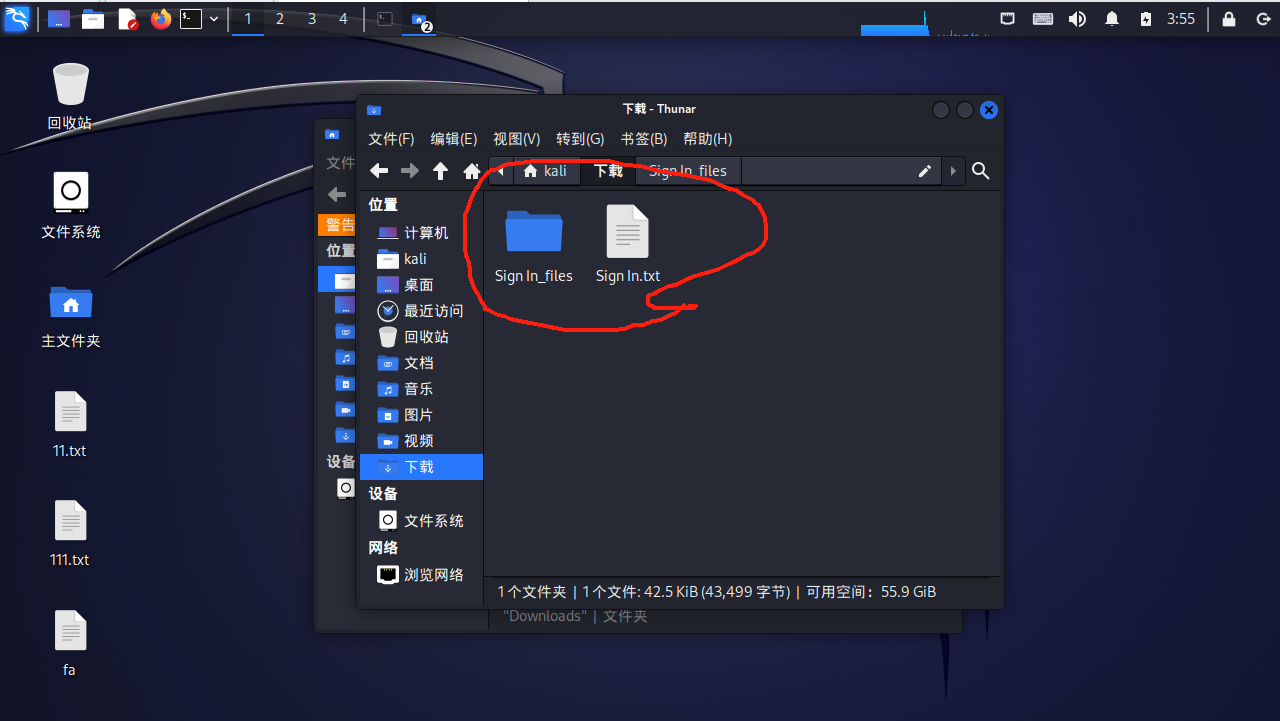 1 2 3 4 2 3:55
回收站
文件系统
主文件夹
11.txt
111.txt
fa
下载 - Thunar
文件(F) 编辑(E) 视图(V) 转到(G) 书签(B) 帮助(H)
kali 下载 Sign In_files
位置
计算机
kali
桌面
最近访问
回收站
文档
音乐
图片
视频
下载
设备
文件系统
网络
浏览网络
Sign In_files Sign In.txt
1 个文件夹 | 1 个文件: 42.5 KiB (43,499 字节) | 可用空间: 55.9 GiB
文件
警告
位置
设备
"Downloads" | 文件夹